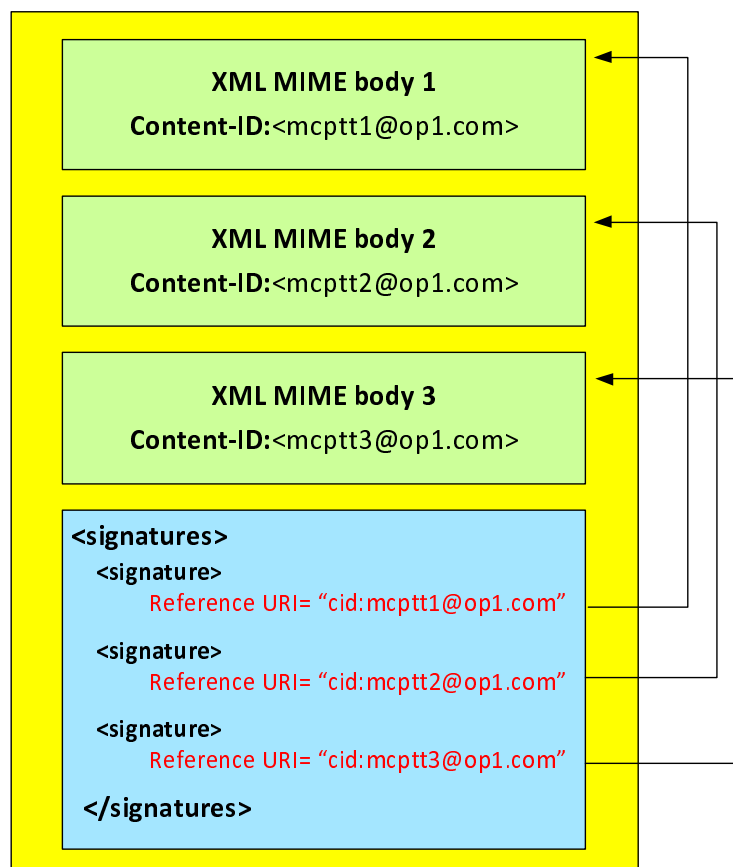 XML MIME body 1
Content-ID:<mcptt1@op1.com>
XML MIME body 2
Content-ID:<mcptt2@op1.com>
XML MIME body 3
Content-ID:<mcptt3@op1.com>
<signatures>
<signature>
Reference URI= “cid:mcptt1@op1.com”
<signature>
Reference URI= “cid:mcptt2@op1.com”
<signature>
Reference URI= “cid:mcptt3@op1.com”
</signatures>